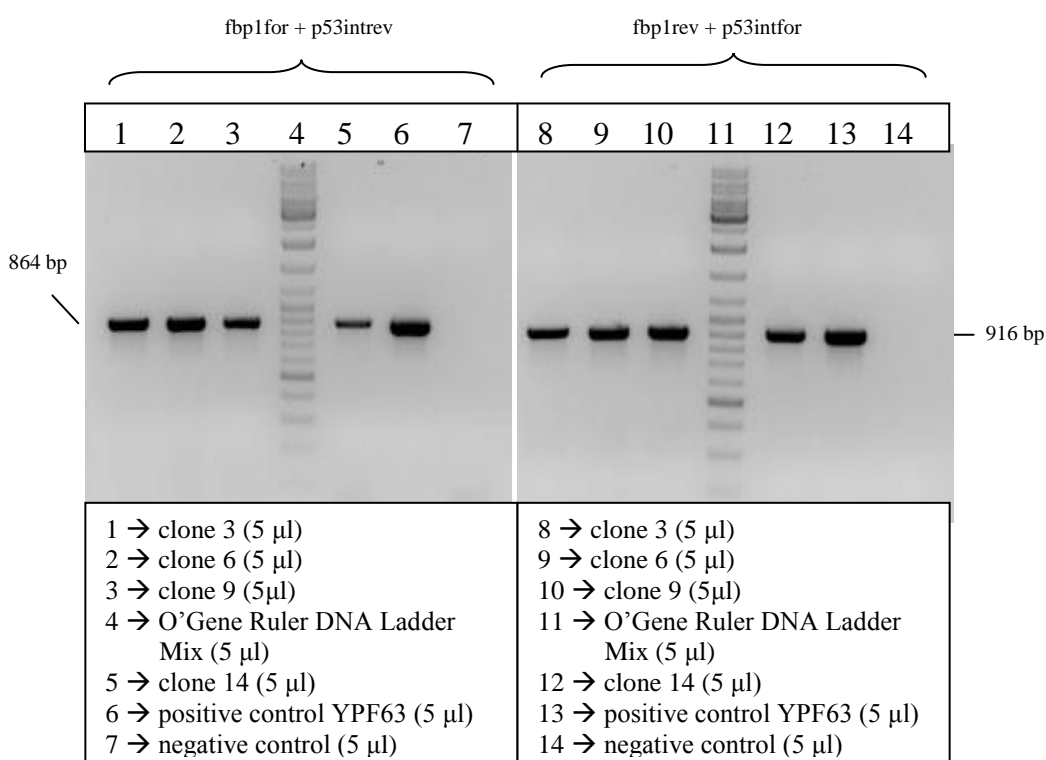 fbp1for + p53intrev
fbp1rev + p53intfor
1 2 3 4 5 6 7
8 9 10 11 12 13 14
864 bp
916 bp
1 → clone 3 (5 μl)
2 → clone 6 (5 μl)
3 → clone 9 (5μl)
4 → O’Gene Ruler DNA Ladder
Mix (5 μl)
5 → clone 14 (5 μl)
6 → positive control YPF63 (5 μl)
7 → negative control (5 μl)
8 → clone 3 (5 μl)
9 → clone 6 (5 μl)
10 → clone 9 (5μl)
11 → O’Gene Ruler DNA Ladder
Mix (5 μl)
12 → clone 14 (5 μl)
13 → positive control YPF63 (5 μl)
14 → negative control (5 μl)